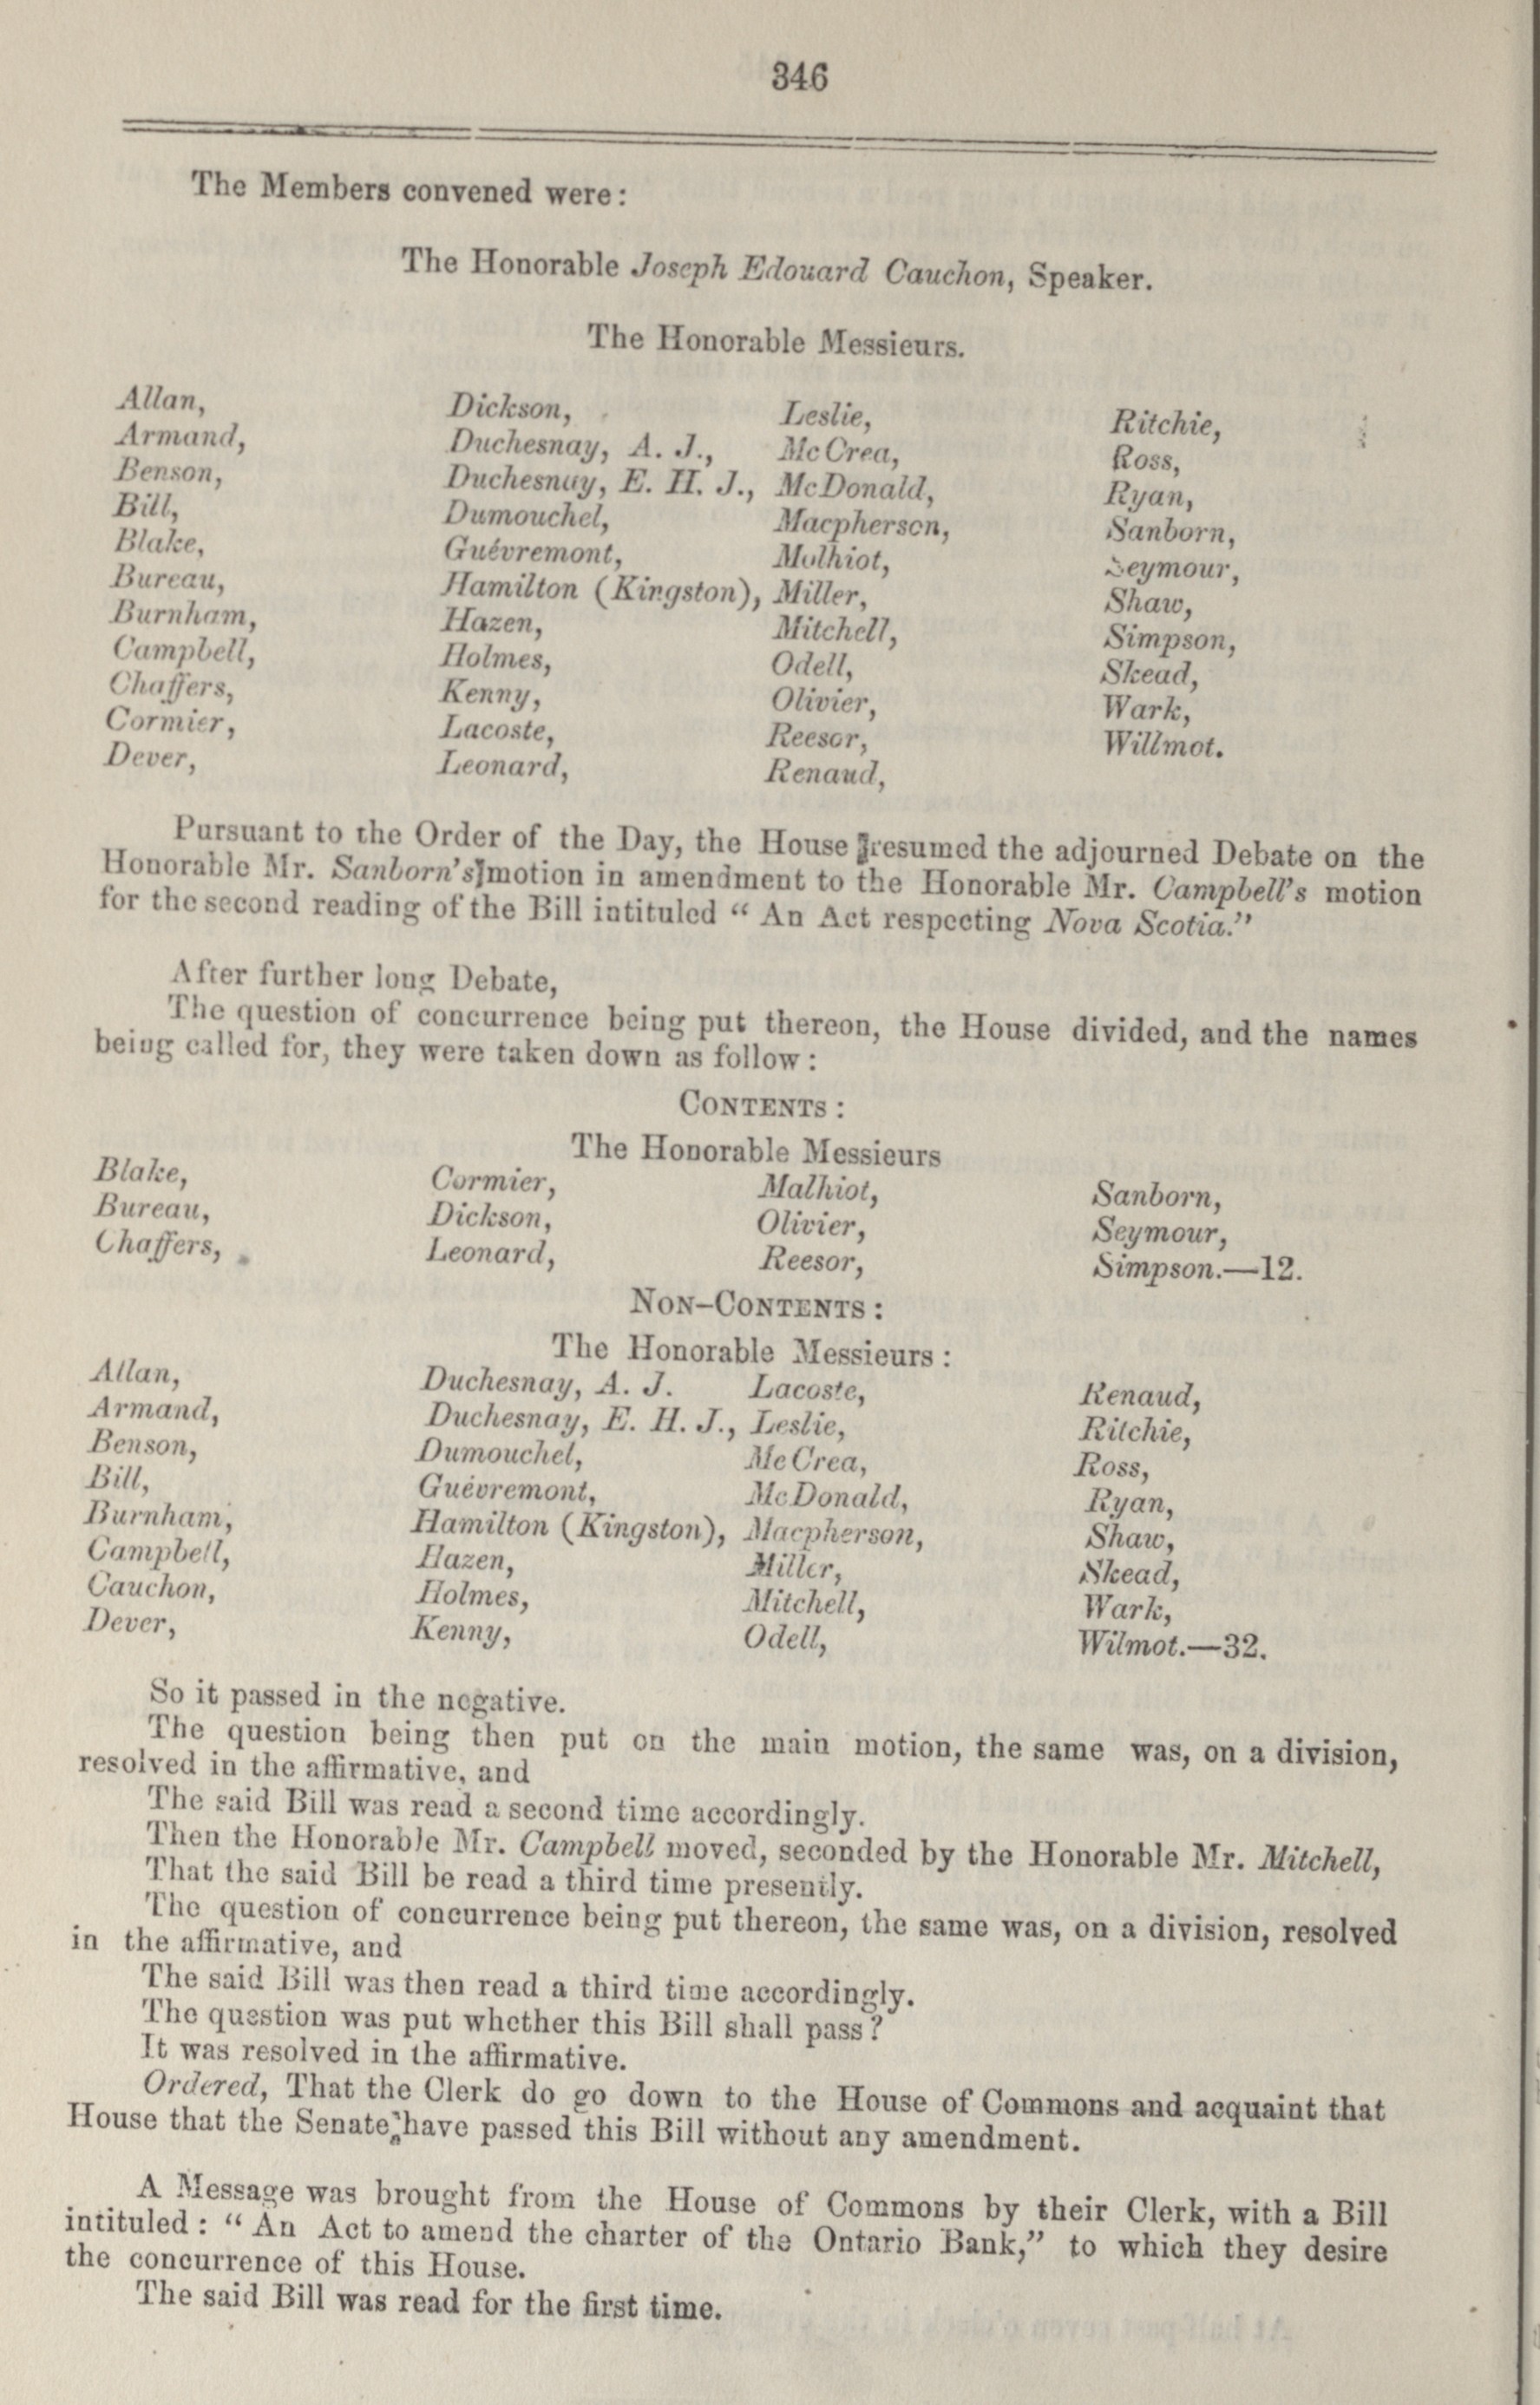 346
The Members convened were:
The Honorable Joseph Edouard Cauchon, Speaker.
The Honorable Messieurs.
Allan, Dickson, Leslie, Ritchie,
Armand, Duchesnay, A. J., McCrea, Ross,
Benson, Duchesnay, E. H. J., McDonald, Ryan,
Bill, Dumouchel, Macpherson, Sanborn,
Blake, Guévremont, Malhiot, Seymour,
Bureau, Hamilton (Kingston), Miller, Shaw,
Burnham, Hazen, Mitchell, Simpson,
Campbell, Holmes, Odell, Skead,
Chaffers, Kenny, Olivier, Wark,
Cormier, Lacoste, Reesor, Willmot.
Dever, Leonard, Renaud,
Pursuant to the Order of the Day, the House resumed the adjourned Debate on the
Honorable Mr. Sanborn's motion in amendment to the Honorable Mr. Campbell's motion
for the second reading of the Bill intituled "An Act respecting Nova Scotia."
After further long Debate,
The question of concurrence being put thereon, the House divided, and the names
being called for, they were taken down as follow:
CONTENTS:
The Honorable Messieurs
Blake, Cormier, Malhiot, Sanborn,
Bureau, Dickson, Olivier, Seymour,
Chaffers, Leonard, Reesor, Simpson.—12.
NON-CONTENTS:
The Honorable Messieurs:
Allan, Duchesnay, A. J. Lacoste, Renaud,
Armand, Duchesnay, E. H. J., Leslie, Ritchie,
Benson, Dumouchel, McCrea, Ross,
Bill, Guévremont, McDonald, Ryan,
Burnham, Hamilton (Kingston), Macpherson, Shaw,
Campbell, Hazen, Miller, Skead,
Cauchon, Holmes, Mitchell, Wark,
Dever, Kenny, Odell, Wilmot.—32.
So it passed in the negative.
The question being then put on the main motion, the same was, on a division,
resolved in the affirmative, and
The said Bill was read a second time accordingly.
Then the Honorable Mr. Campbell moved, seconded by the Honorable Mr. Mitchell,
That the said Bill be read a third time presently.
The question of concurrence being put thereon, the same was, on a division, resolved
in the affirmative, and
The said Bill was then read a third time accordingly.
The question was put whether this Bill shall pass?
It was resolved in the affirmative.
Ordered, That the Clerk do go down to the House of Commons and acquaint that
House that the Senate have passed this Bill without any amendment.
A Message was brought from the House of Commons by their Clerk, with a Bill
intituled: "An Act to amend the charter of the Ontario Bank," to which they desire
the concurrence of this House.
The said Bill was read for the first time.